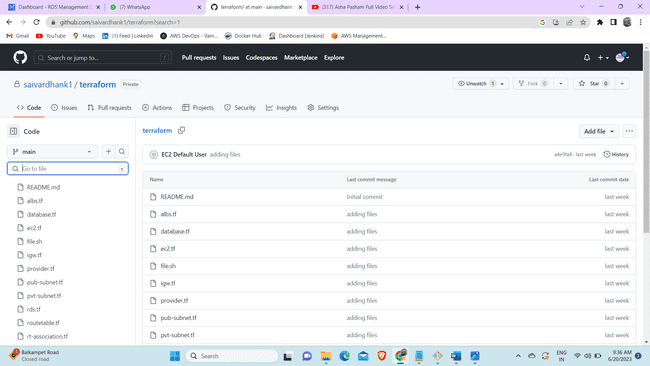 Dashboard - RDS Management C
(7) WhatsApp
terraform/ at main · saivardhank1
(317) Asha Pasham Full Video So
github.com/saivardhank1/terraform?search=1
Gmail YouTube Maps (1) Feed | LinkedIn AWS DevOps - Vam... Docker Hub Dashboard [Jenkins] AWS Management...
Search or jump to... /
Pull requests Issues Codespaces Marketplace Explore
saivardhank1 / terraform Private
Unwatch 1 Fork 0 Star 0
Code Issues Pull requests Actions Projects Security Insights Settings
Code
main
Go to file t
README.md
albs.tf
database.tf
ec2.tf
file.sh
igw.tf
provider.tf
pub-subnet.tf
pvt-subnet.tf
rds.tf
routetable.tf
rt-association.tf
terraform
Add file
EC2 Default User adding files
last week History
Name Last commit message Last commit date
README.md Initial commit last week
albs.tf adding files last week
database.tf adding files last week
ec2.tf adding files last week
file.sh adding files last week
igw.tf adding files last week
provider.tf adding files last week
pub-subnet.tf adding files last week
pvt-subnet.tf adding files last week
Balkampet Road
Closed road
Search
ENG
IN
9:36 AM
6/20/2023